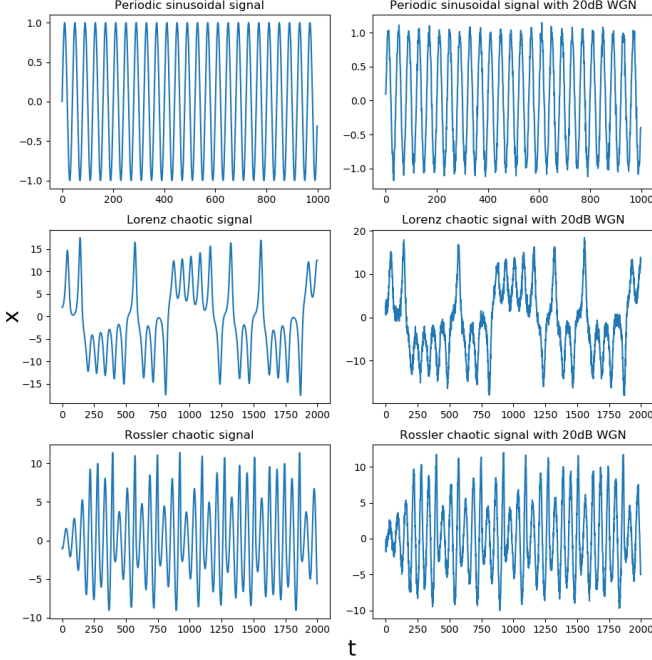 Periodic sinusoidal signal
1.0
0.5
0.0
−0.5
−1.0
0 200 400 600 800 1000
Periodic sinusoidal signal with 20dB WGN
1.0
0.5
0.0
−0.5
−1.0
0 200 400 600 800 1000
Lorenz chaotic signal
15
10
5
0
−5
−10
−15
0 250 500 750 1000 1250 1500 1750 2000
Lorenz chaotic signal with 20dB WGN
20
10
0
−10
0 250 500 750 1000 1250 1500 1750 2000
x
Rossler chaotic signal
10
5
0
−5
−10
0 250 500 750 1000 1250 1500 1750 2000
Rossler chaotic signal with 20dB WGN
10
5
0
−5
−10
0 250 500 750 1000 1250 1500 1750 2000
t